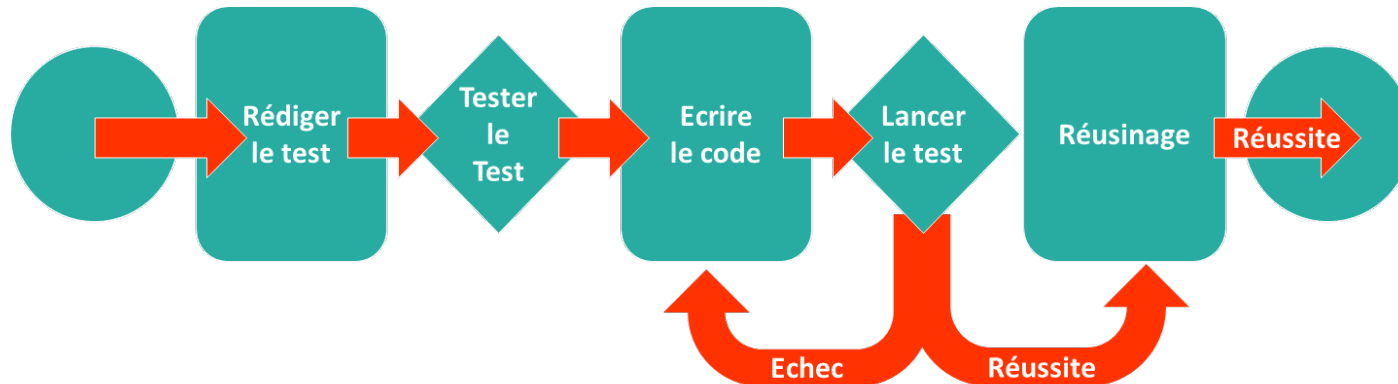 Rédiger
le test
Tester
le
Test
Ecrire
le code
Lancer
le test
Réusinage
Réussite
Echec
Réussite